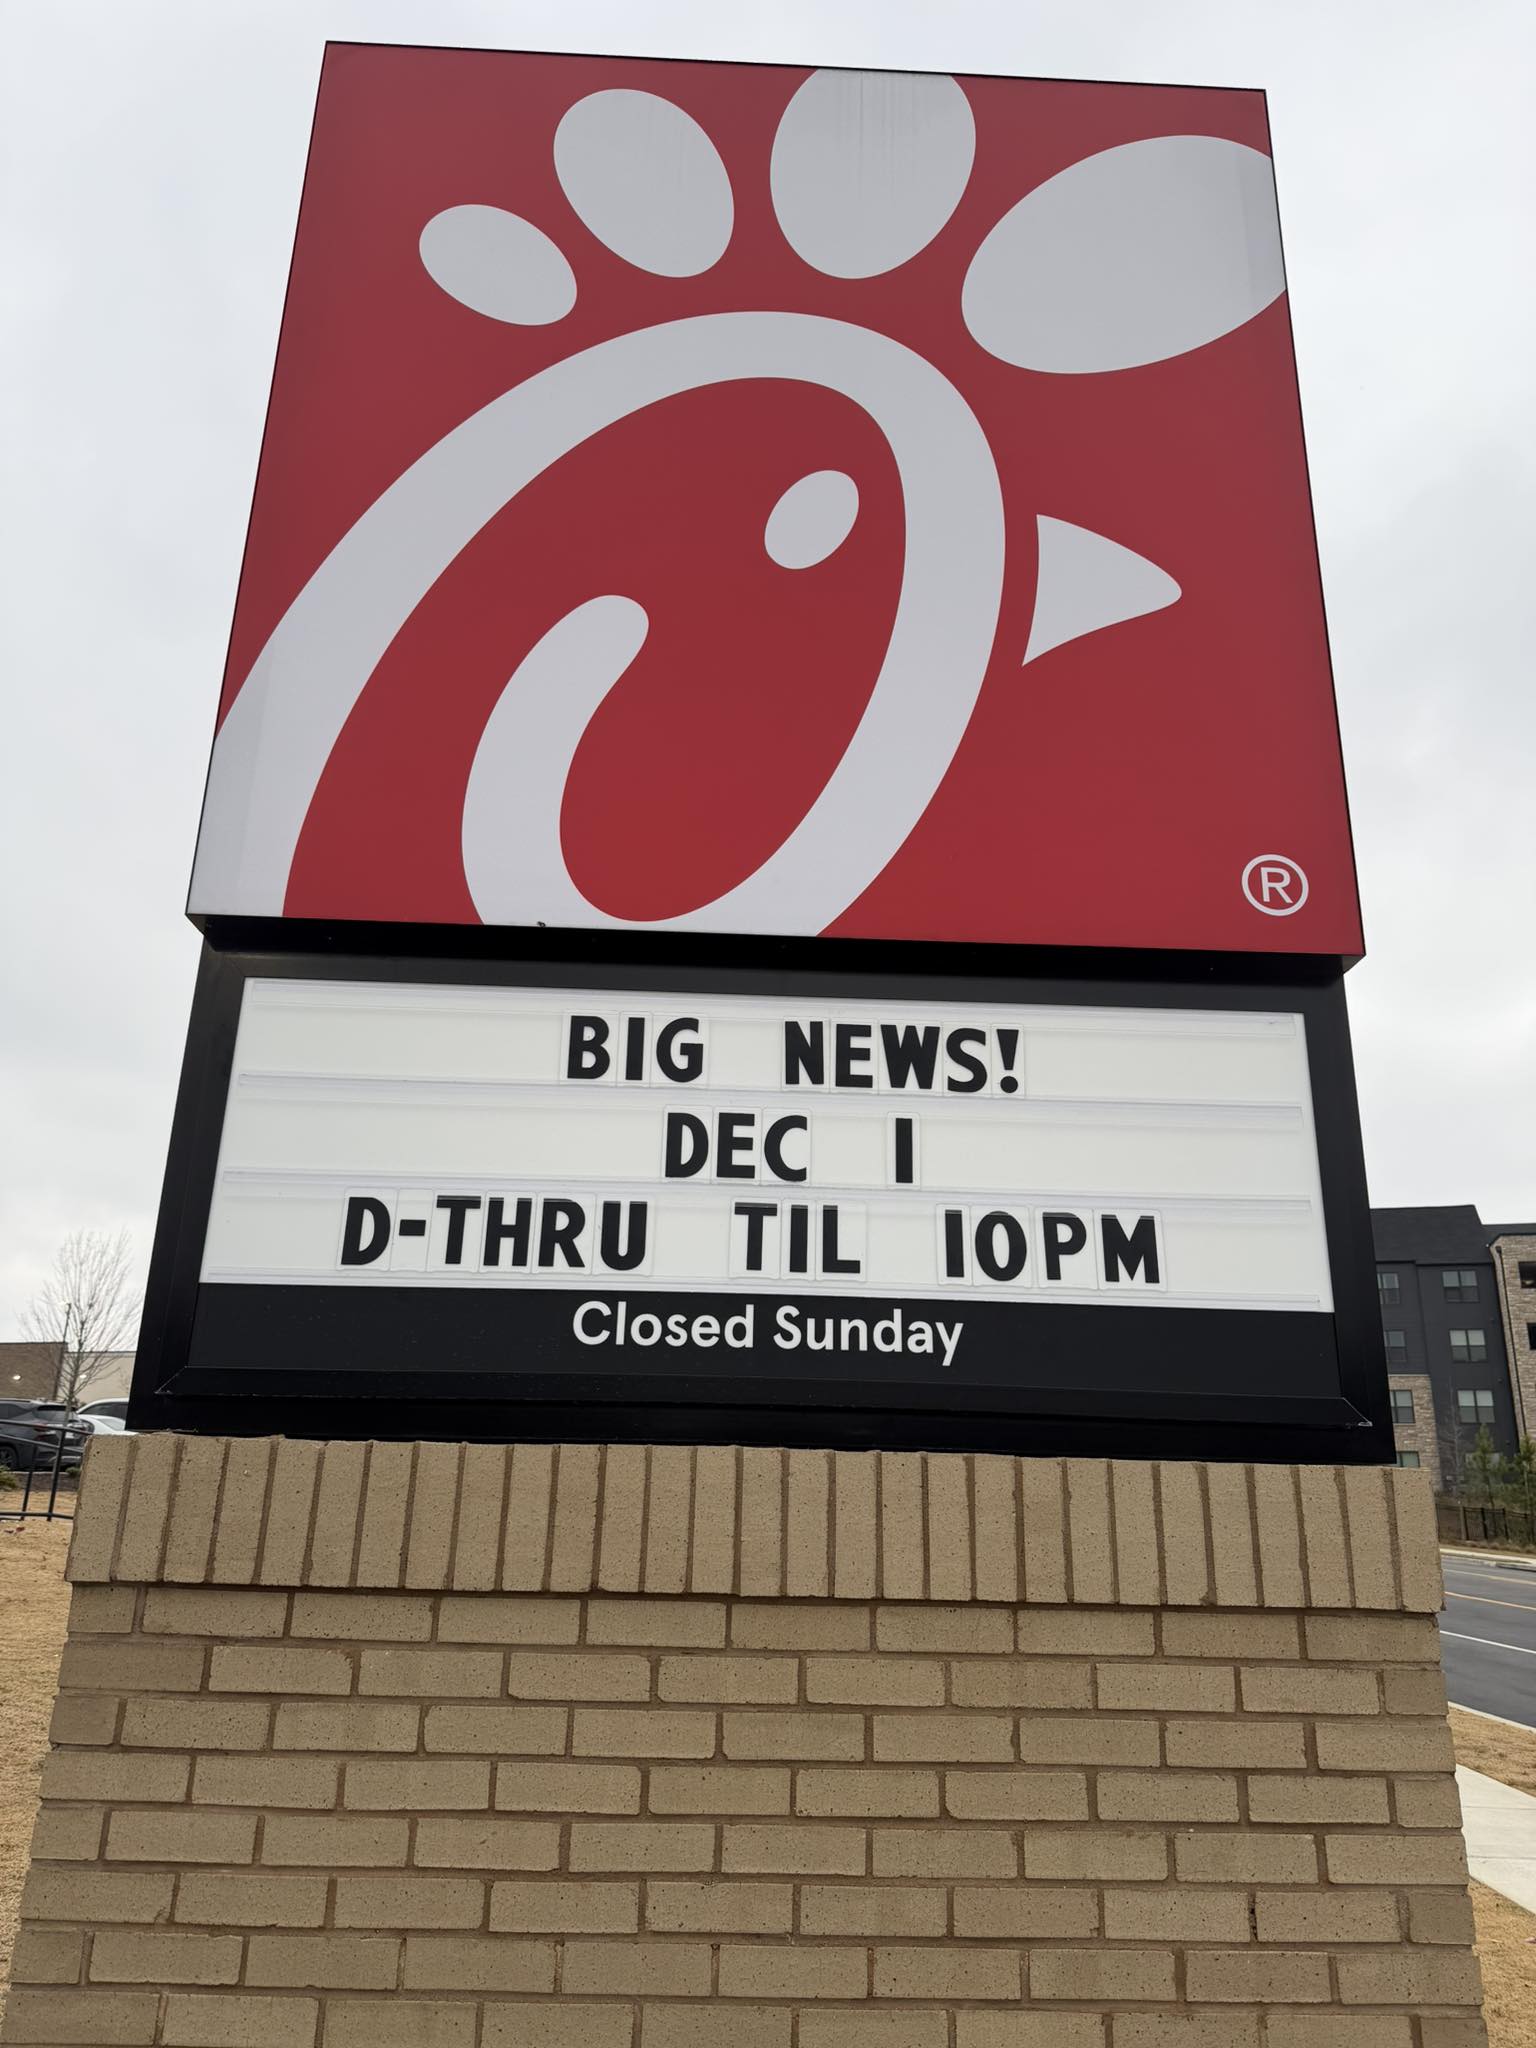 ®
BIG NEWS!
DEC 1
D-THRU TIL 10PM
Closed Sunday